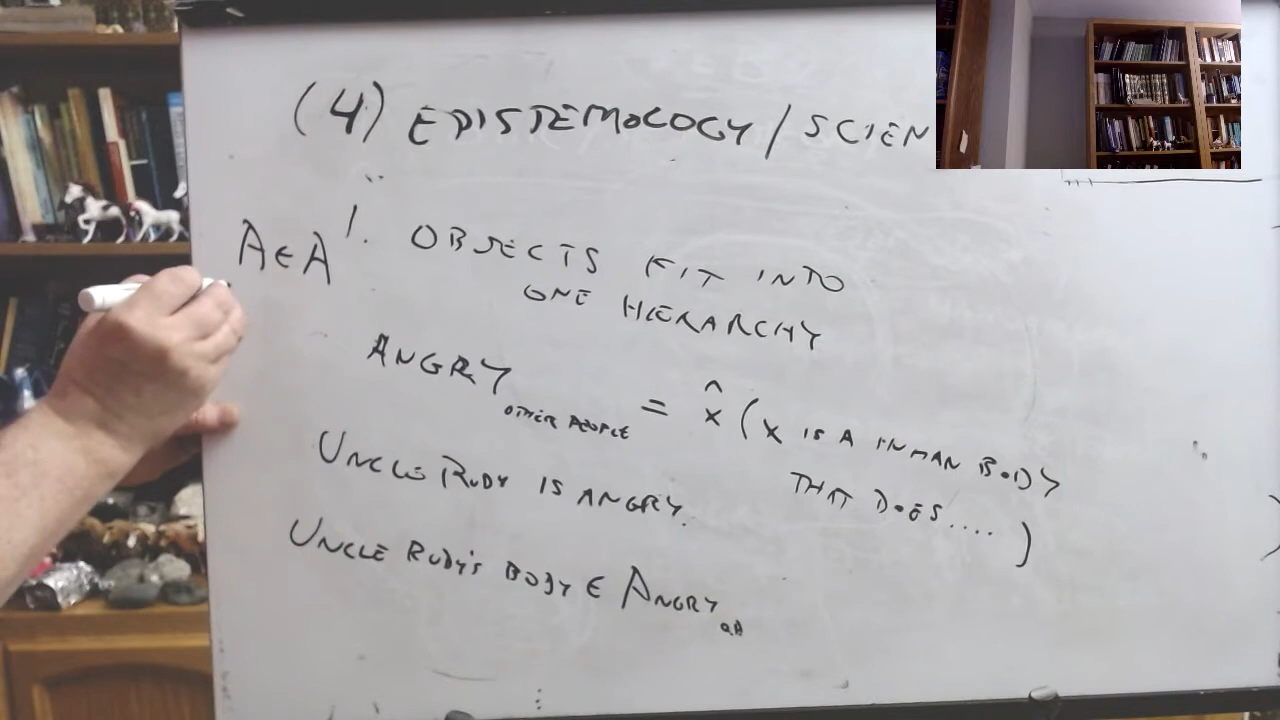 (4) EPISTEMOLOGY / SCIEN
A ∈ A
1. OBJECTS FIT INTO
ONE HIERARCHY
ANGRY OTHER PEOPLE = x̂ (x IS A HUMAN BODY
THAT DOES .... )
UNCLE RUDY IS ANGRY.
UNCLE RUDY'S BODY ∈ ANGRY